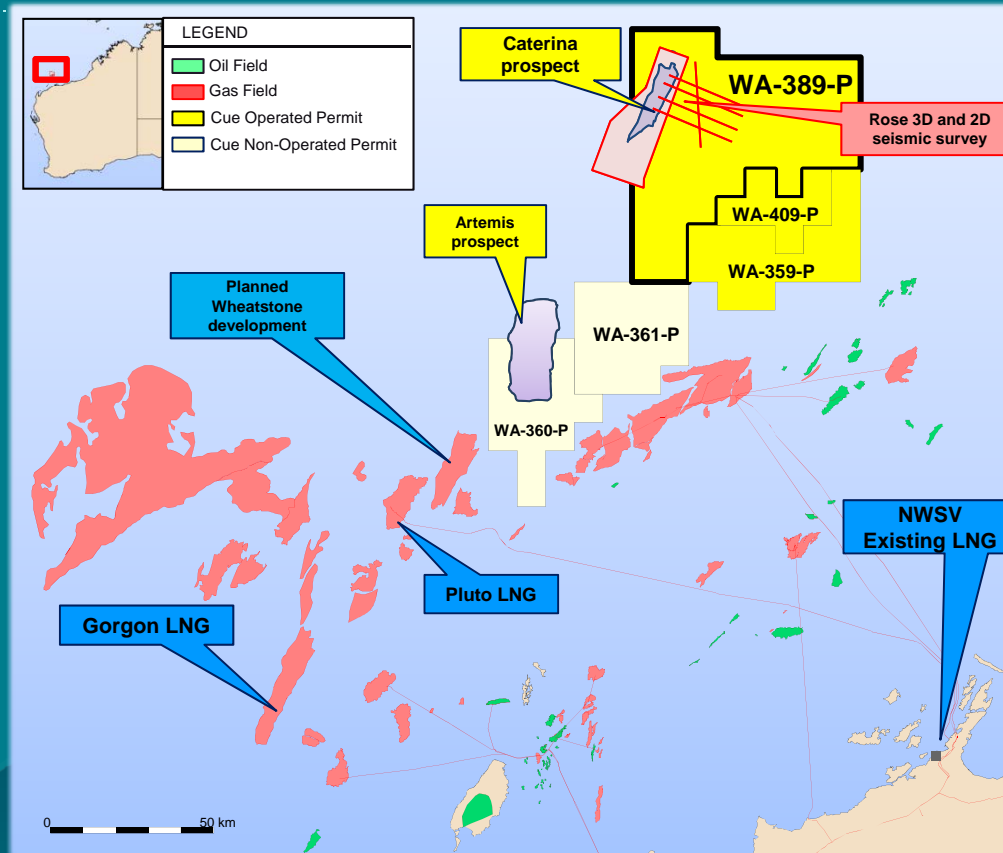 LEGEND
Oil Field
Gas Field
Cue Operated Permit
Cue Non-Operated Permit
Caterina
prospect
WA-389-P
Rose 3D and 2D
seismic survey
WA-409-P
WA-359-P
Artemis
prospect
Planned
Wheatstone
development
WA-361-P
WA-360-P
NWSV
Existing LNG
Pluto LNG
Gorgon LNG
0
50 km